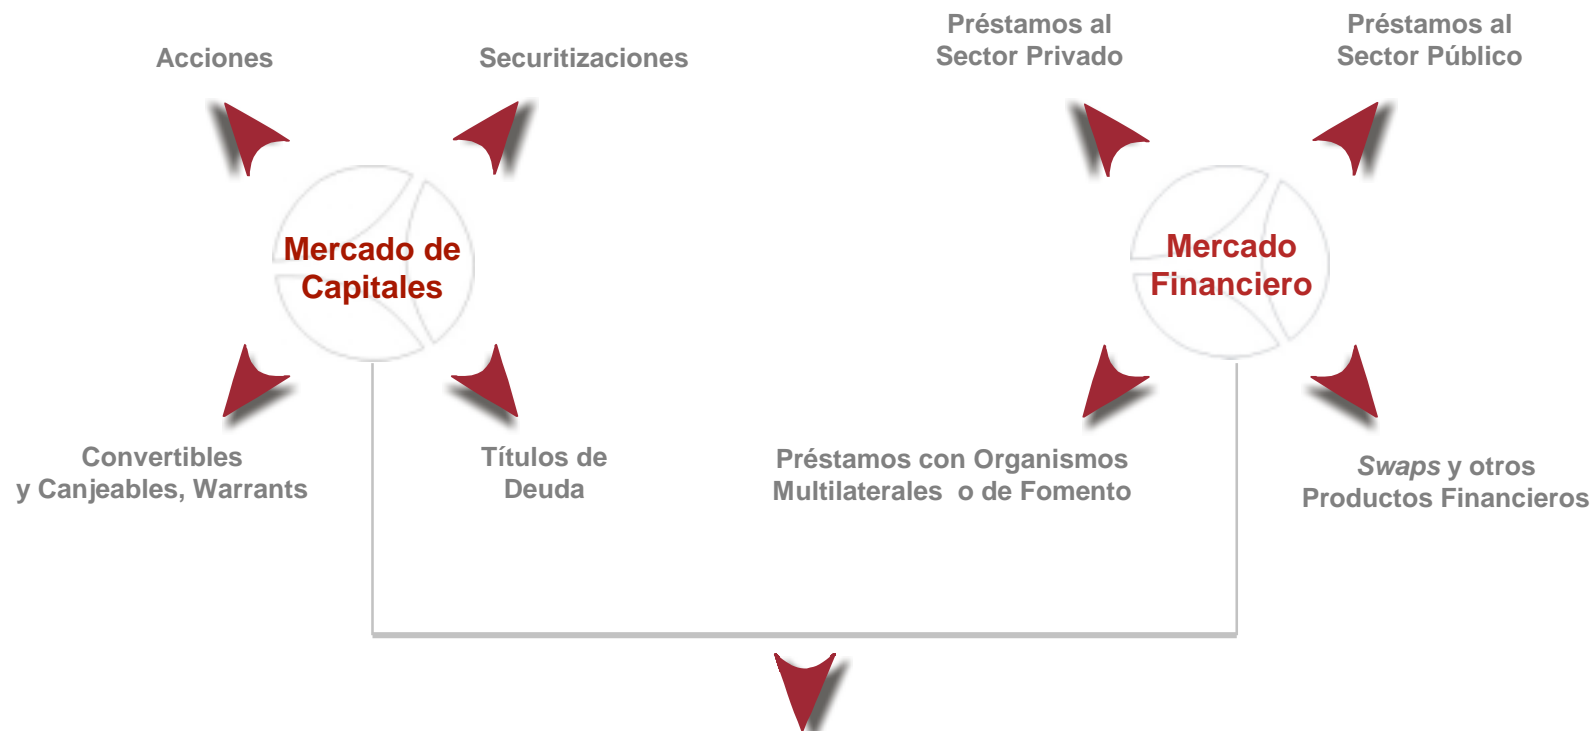 Acciones
Securitizaciones
Préstamos al
Sector Privado
Préstamos al
Sector Público
Mercado de
Capitales
Mercado
Financiero
Convertibles
y Canjeables, Warrants
Títulos de
Deuda
Préstamos con Organismos
Multilaterales o de Fomento
Swaps y otros
Productos Financieros